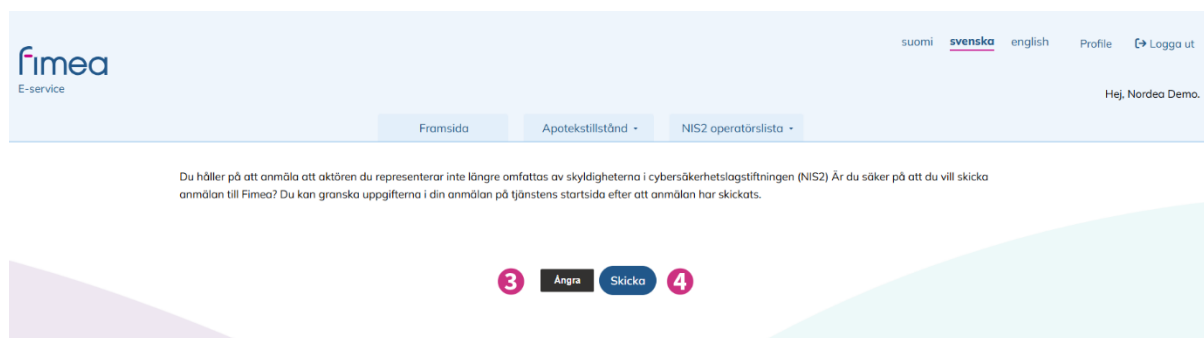 suomi svenska english Profile Logga ut
fimea
E-service
Hej, Nordea Demo.
Framsida Apotekstillstånd NIS2 operatörslista
Du håller på att anmäla att aktören du representerar inte längre omfattas av skyldigheterna i cybersäkerhetslagstiftningen (NIS2) Är du säker på att du vill skicka
anmälan till Fimea? Du kan granska uppgifterna i din anmälan på tjänstens startsida efter att anmälan har skickats.
3 Ångra Skicka 4